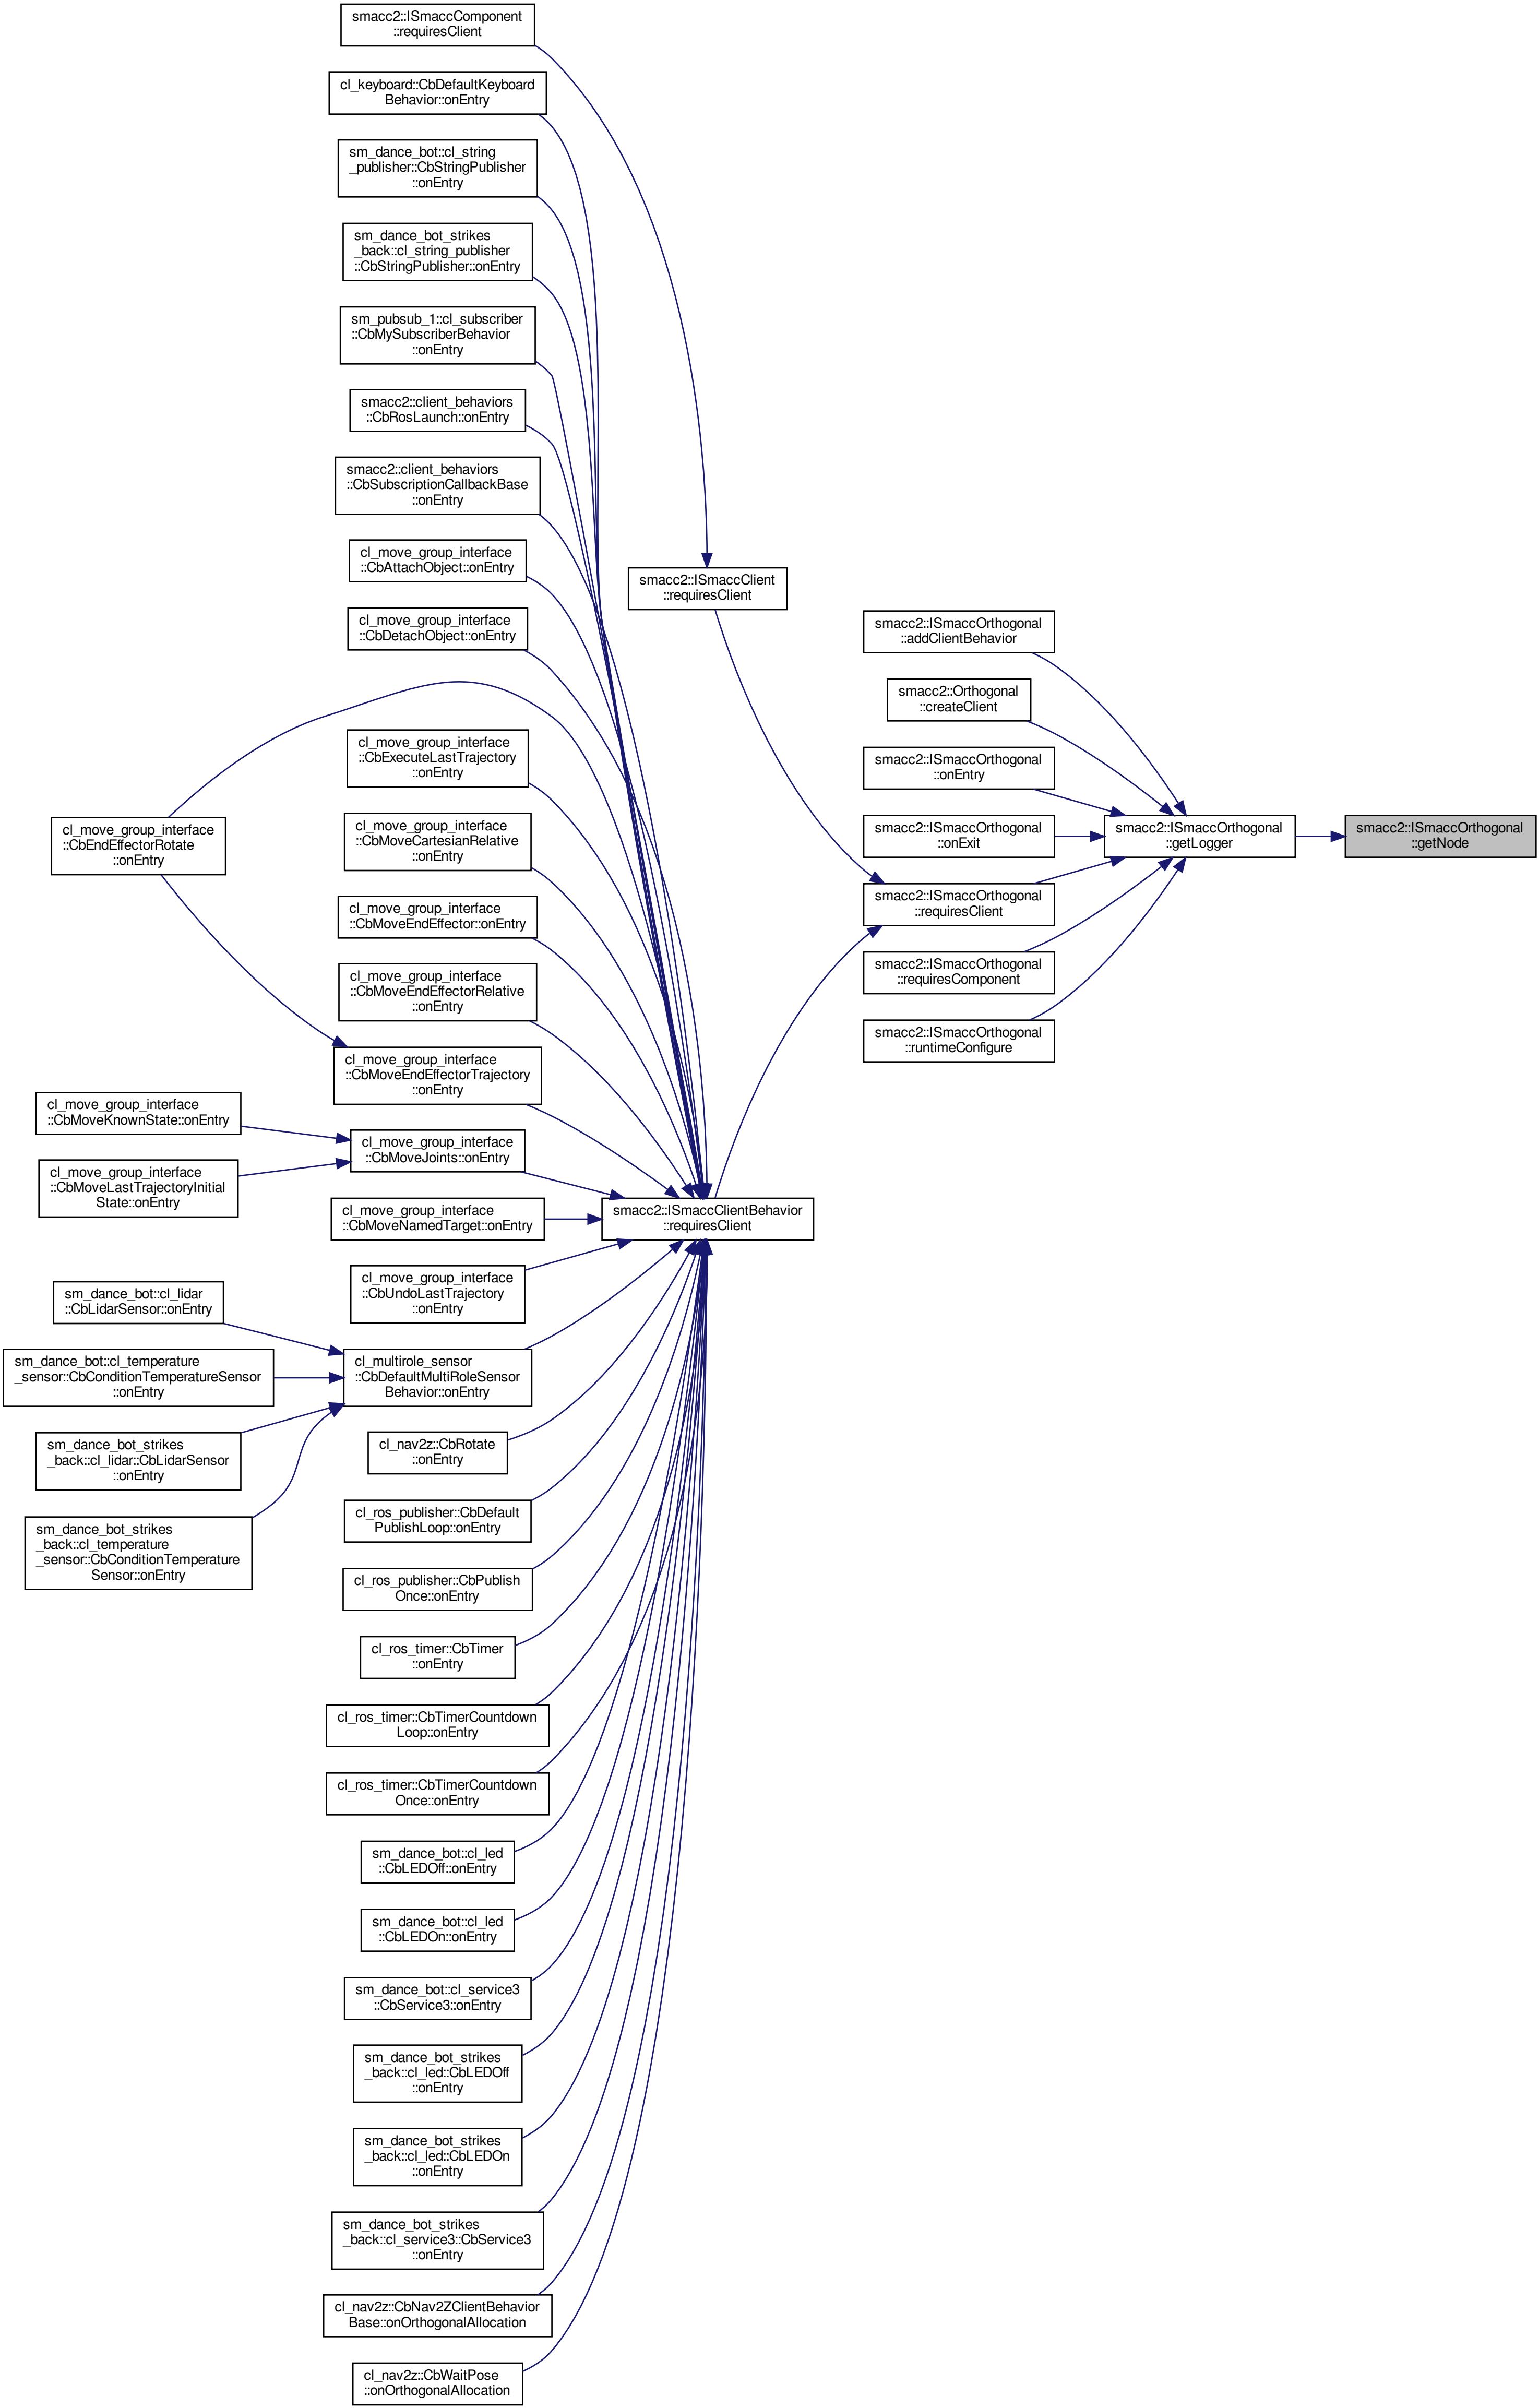 smacc2::ISmaccComponent
::requiresClient
cl_keyboard::CbDefaultKeyboard
Behavior::onEntry
sm_dance_bot::cl_string
_publisher::CbStringPublisher
::onEntry
sm_dance_bot_strikes
_back::cl_string_publisher
::CbStringPublisher::onEntry
sm_pubsub_1::cl_subscriber
::CbMySubscriberBehavior
::onEntry
smacc2::client_behaviors
::CbRosLaunch::onEntry
smacc2::client_behaviors
::CbSubscriptionCallbackBase
::onEntry
cl_move_group_interface
::CbAttachObject::onEntry
cl_move_group_interface
::CbDetachObject::onEntry
cl_move_group_interface
::CbExecuteLastTrajectory
::onEntry
cl_move_group_interface
::CbMoveCartesianRelative
::onEntry
cl_move_group_interface
::CbEndEffectorRotate
::onEntry
cl_move_group_interface
::CbMoveEndEffector::onEntry
cl_move_group_interface
::CbMoveEndEffectorRelative
::onEntry
cl_move_group_interface
::CbMoveEndEffectorTrajectory
::onEntry
cl_move_group_interface
::CbMoveKnownState::onEntry
cl_move_group_interface
::CbMoveLastTrajectoryInitial
State::onEntry
cl_move_group_interface
::CbMoveJoints::onEntry
cl_move_group_interface
::CbMoveNamedTarget::onEntry
cl_move_group_interface
::CbUndoLastTrajectory
::onEntry
sm_dance_bot::cl_lidar
::CbLidarSensor::onEntry
sm_dance_bot::cl_temperature
_sensor::CbConditionTemperatureSensor
::onEntry
sm_dance_bot_strikes
_back::cl_lidar::CbLidarSensor
::onEntry
sm_dance_bot_strikes
_back::cl_temperature
_sensor::CbConditionTemperature
Sensor::onEntry
cl_multirole_sensor
::CbDefaultMultiRoleSensor
Behavior::onEntry
cl_nav2z::CbRotate
::onEntry
cl_ros_publisher::CbDefault
PublishLoop::onEntry
cl_ros_publisher::CbPublish
Once::onEntry
cl_ros_timer::CbTimer
::onEntry
cl_ros_timer::CbTimerCountdown
Loop::onEntry
cl_ros_timer::CbTimerCountdown
Once::onEntry
sm_dance_bot::cl_led
::CbLEDOff::onEntry
sm_dance_bot::cl_led
::CbLEDOn::onEntry
sm_dance_bot::cl_service3
::CbService3::onEntry
sm_dance_bot_strikes
_back::cl_led::CbLEDOff
::onEntry
sm_dance_bot_strikes
_back::cl_led::CbLEDOn
::onEntry
sm_dance_bot_strikes
_back::cl_service3::CbService3
::onEntry
cl_nav2z::CbNav2ZClientBehavior
Base::onOrthogonalAllocation
cl_nav2z::CbWaitPose
::onOrthogonalAllocation
smacc2::ISmaccClient
::requiresClient
smacc2::ISmaccClientBehavior
::requiresClient
smacc2::ISmaccOrthogonal
::addClientBehavior
smacc2::Orthogonal
::createClient
smacc2::ISmaccOrthogonal
::onEntry
smacc2::ISmaccOrthogonal
::onExit
smacc2::ISmaccOrthogonal
::requiresClient
smacc2::ISmaccOrthogonal
::requiresComponent
smacc2::ISmaccOrthogonal
::runtimeConfigure
smacc2::ISmaccOrthogonal
::getLogger
smacc2::ISmaccOrthogonal
::getNode